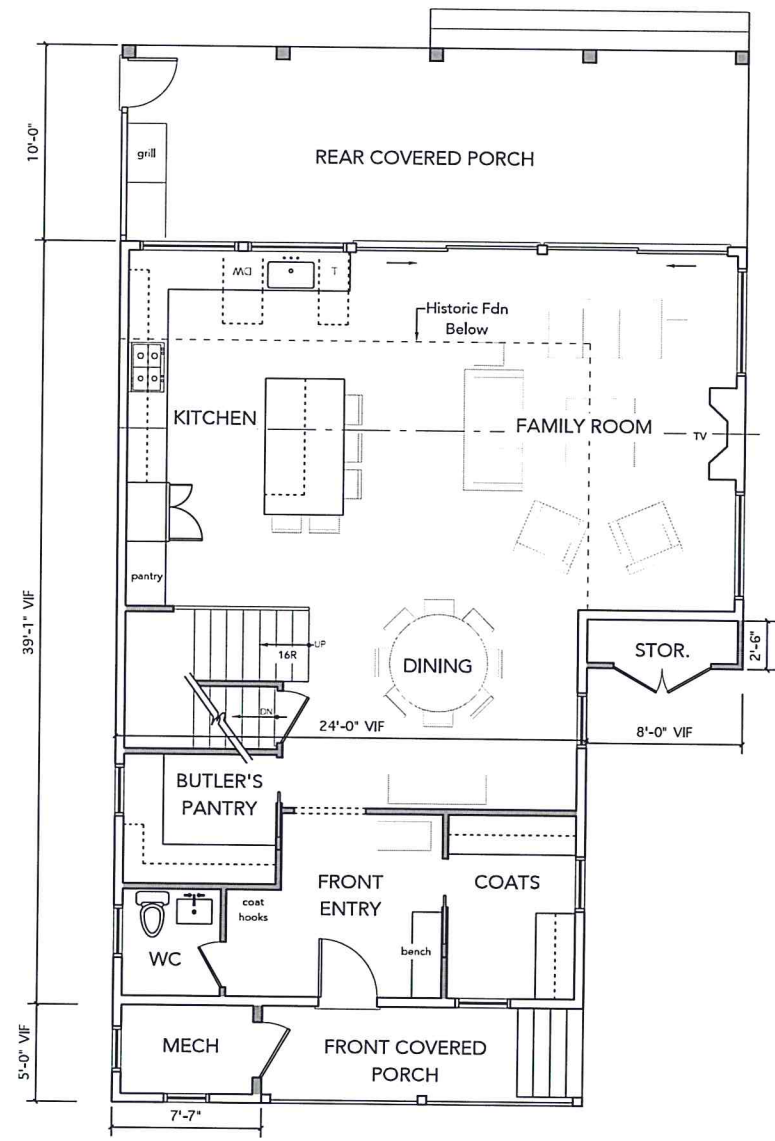 10'-0"
grill
REAR COVERED PORCH
DW
T
Historic Fdn
Below
KITCHEN
FAMILY ROOM
TV
pantry
39'-1" VIF
UP
16R
DINING
STOR.
2'-6"
DN
24'-0" VIF
8'-0" VIF
BUTLER'S
PANTRY
FRONT
ENTRY
COATS
coat
hooks
WC
bench
5'-0" VIF
MECH
FRONT COVERED
PORCH
7'-7"